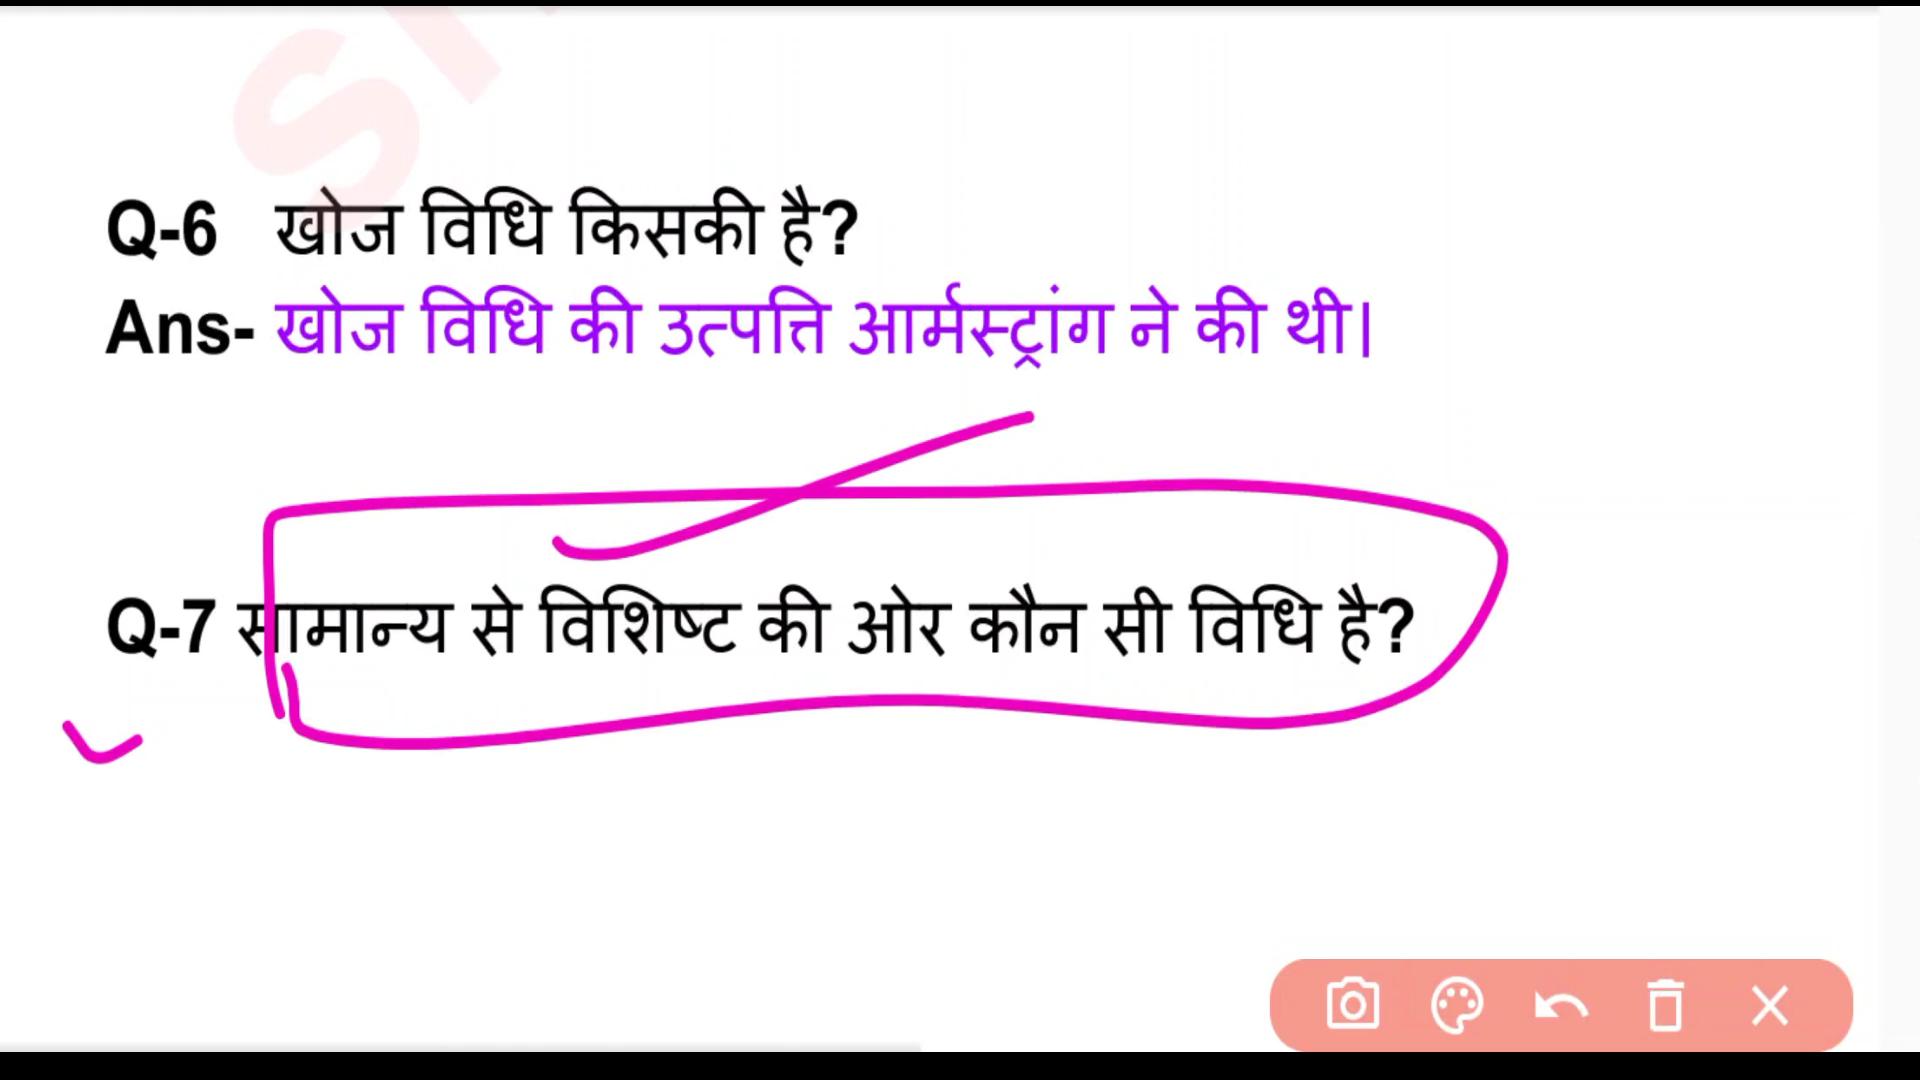 Q-6 खोज विधि किसकी है?
Ans- खोज विधि की उत्पत्ति आर्मस्ट्रांग ने की थी।
Q-7 सामान्य से विशिष्ट की ओर कौन सी विधि है?